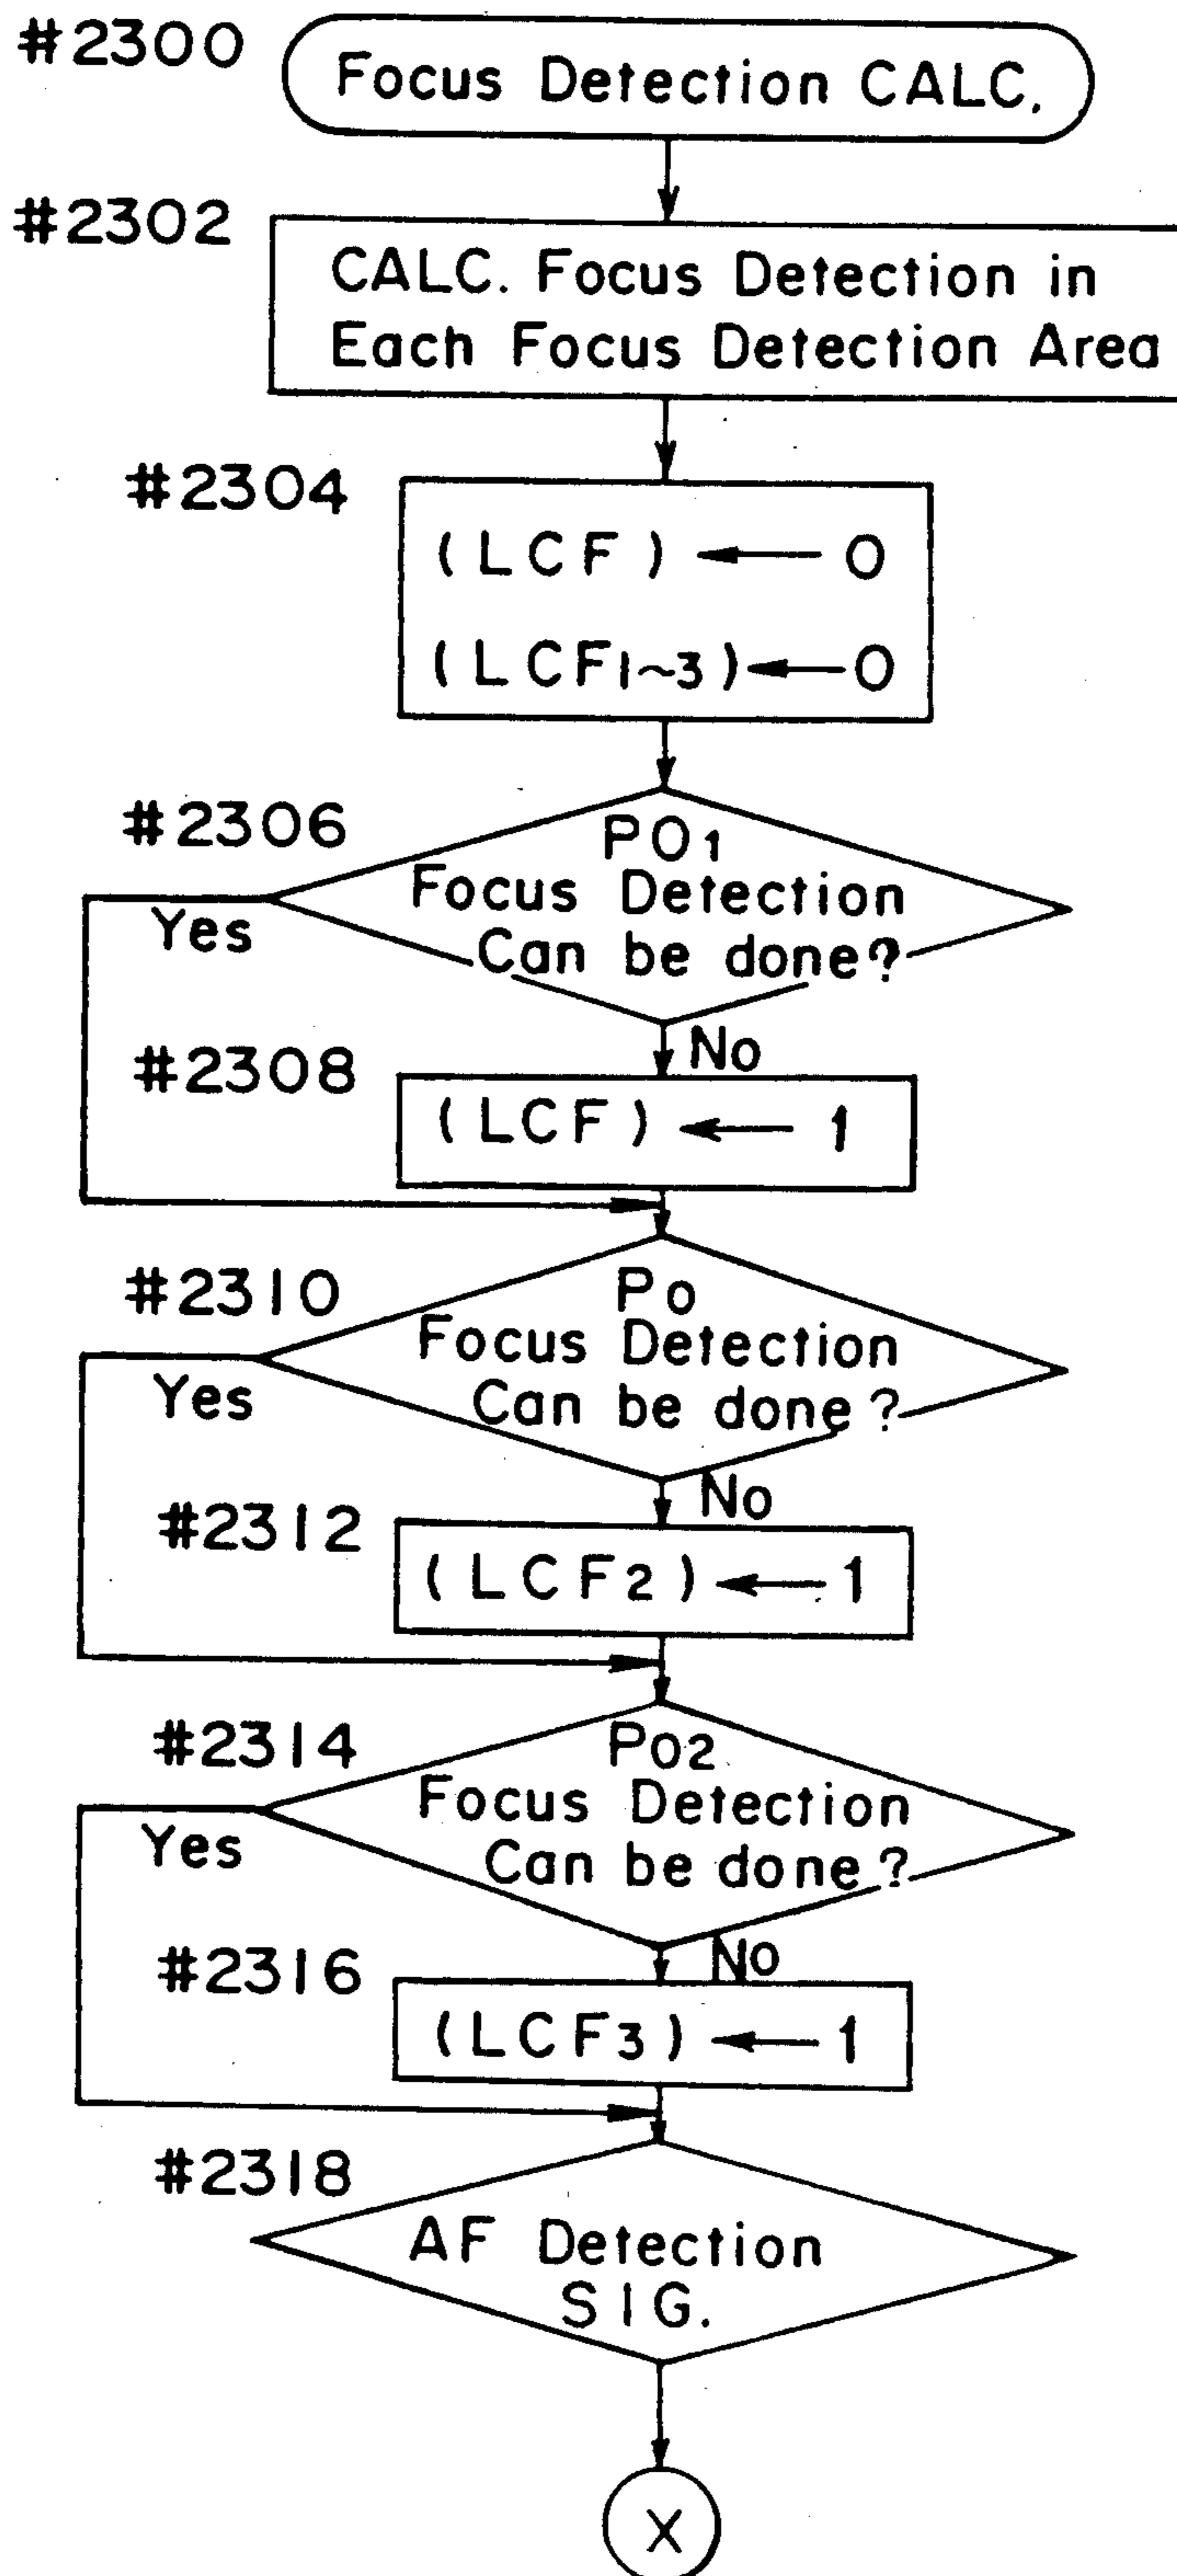 #2300
Focus Detection CALC.
#2302
CALC. Focus Detection in
Each Focus Detection Area
#2304
(LCF) ← 0
(LCF1~3) ← 0
#2306
PO1
Focus Detection
Can be done?
Yes
No
#2308
(LCF) ← 1
#2310
Po
Focus Detection
Can be done?
Yes
No
#2312
(LCF2) ← 1
#2314
Po2
Focus Detection
Can be done?
Yes
No
#2316
(LCF3) ← 1
#2318
AF Detection
SIG.
X